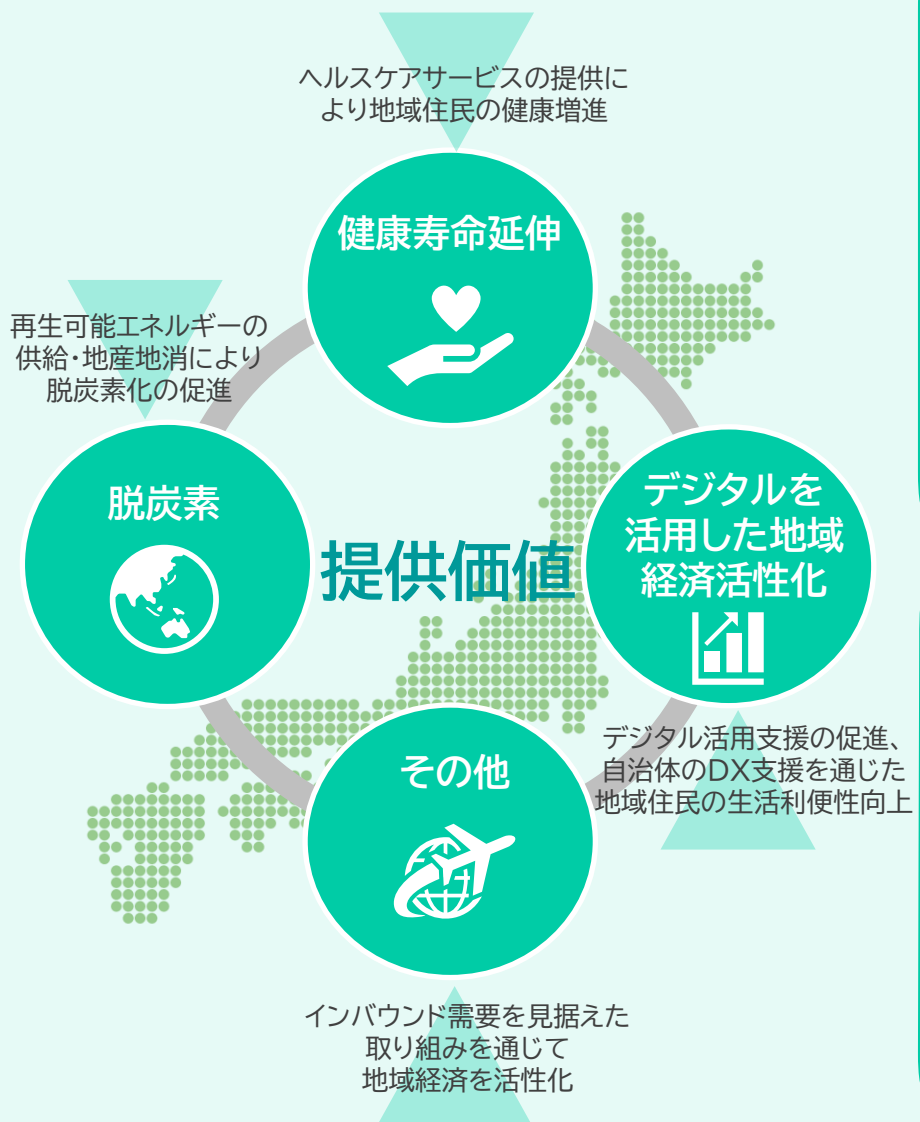 ヘルスケアサービスの提供に
より地域住民の健康増進
健康寿命延伸
再生可能エネルギーの
供給・地産地消により
脱炭素化の促進
脱炭素
提供価値
デジタルを
活用した地域
経済活性化
デジタル活用支援の促進、
自治体のDX支援を通じた
地域住民の生活利便性向上
その他
インバウンド需要を見据えた
取り組みを通じて
地域経済を活性化